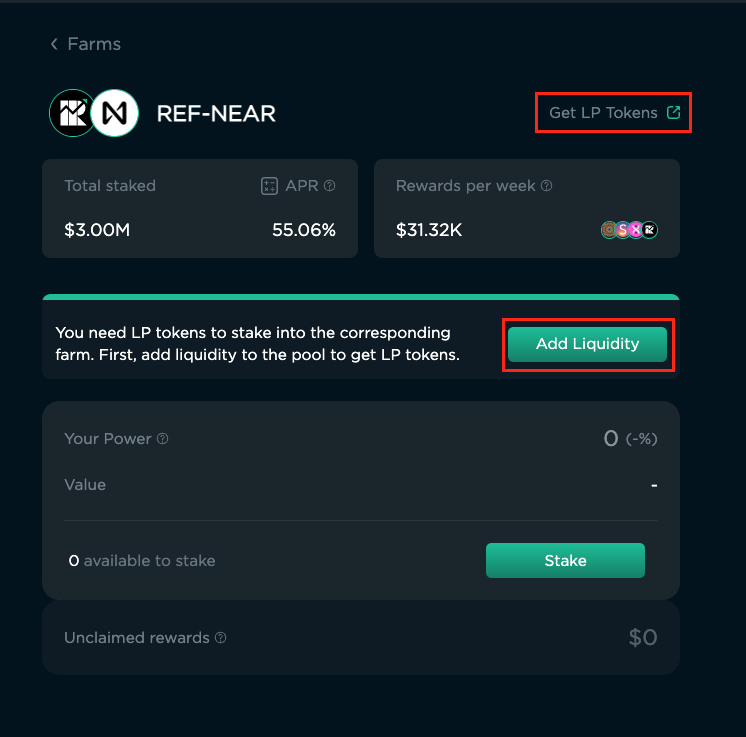 Farms
REF-NEAR
Get LP Tokens
Total staked
APR
$3.00M
55.06%
Rewards per week
$31.32K
You need LP tokens to stake into the corresponding
farm. First, add liquidity to the pool to get LP tokens.
Add Liquidity
Your Power
0 (-%)
Value
-
0 available to stake
Stake
Unclaimed rewards
$0